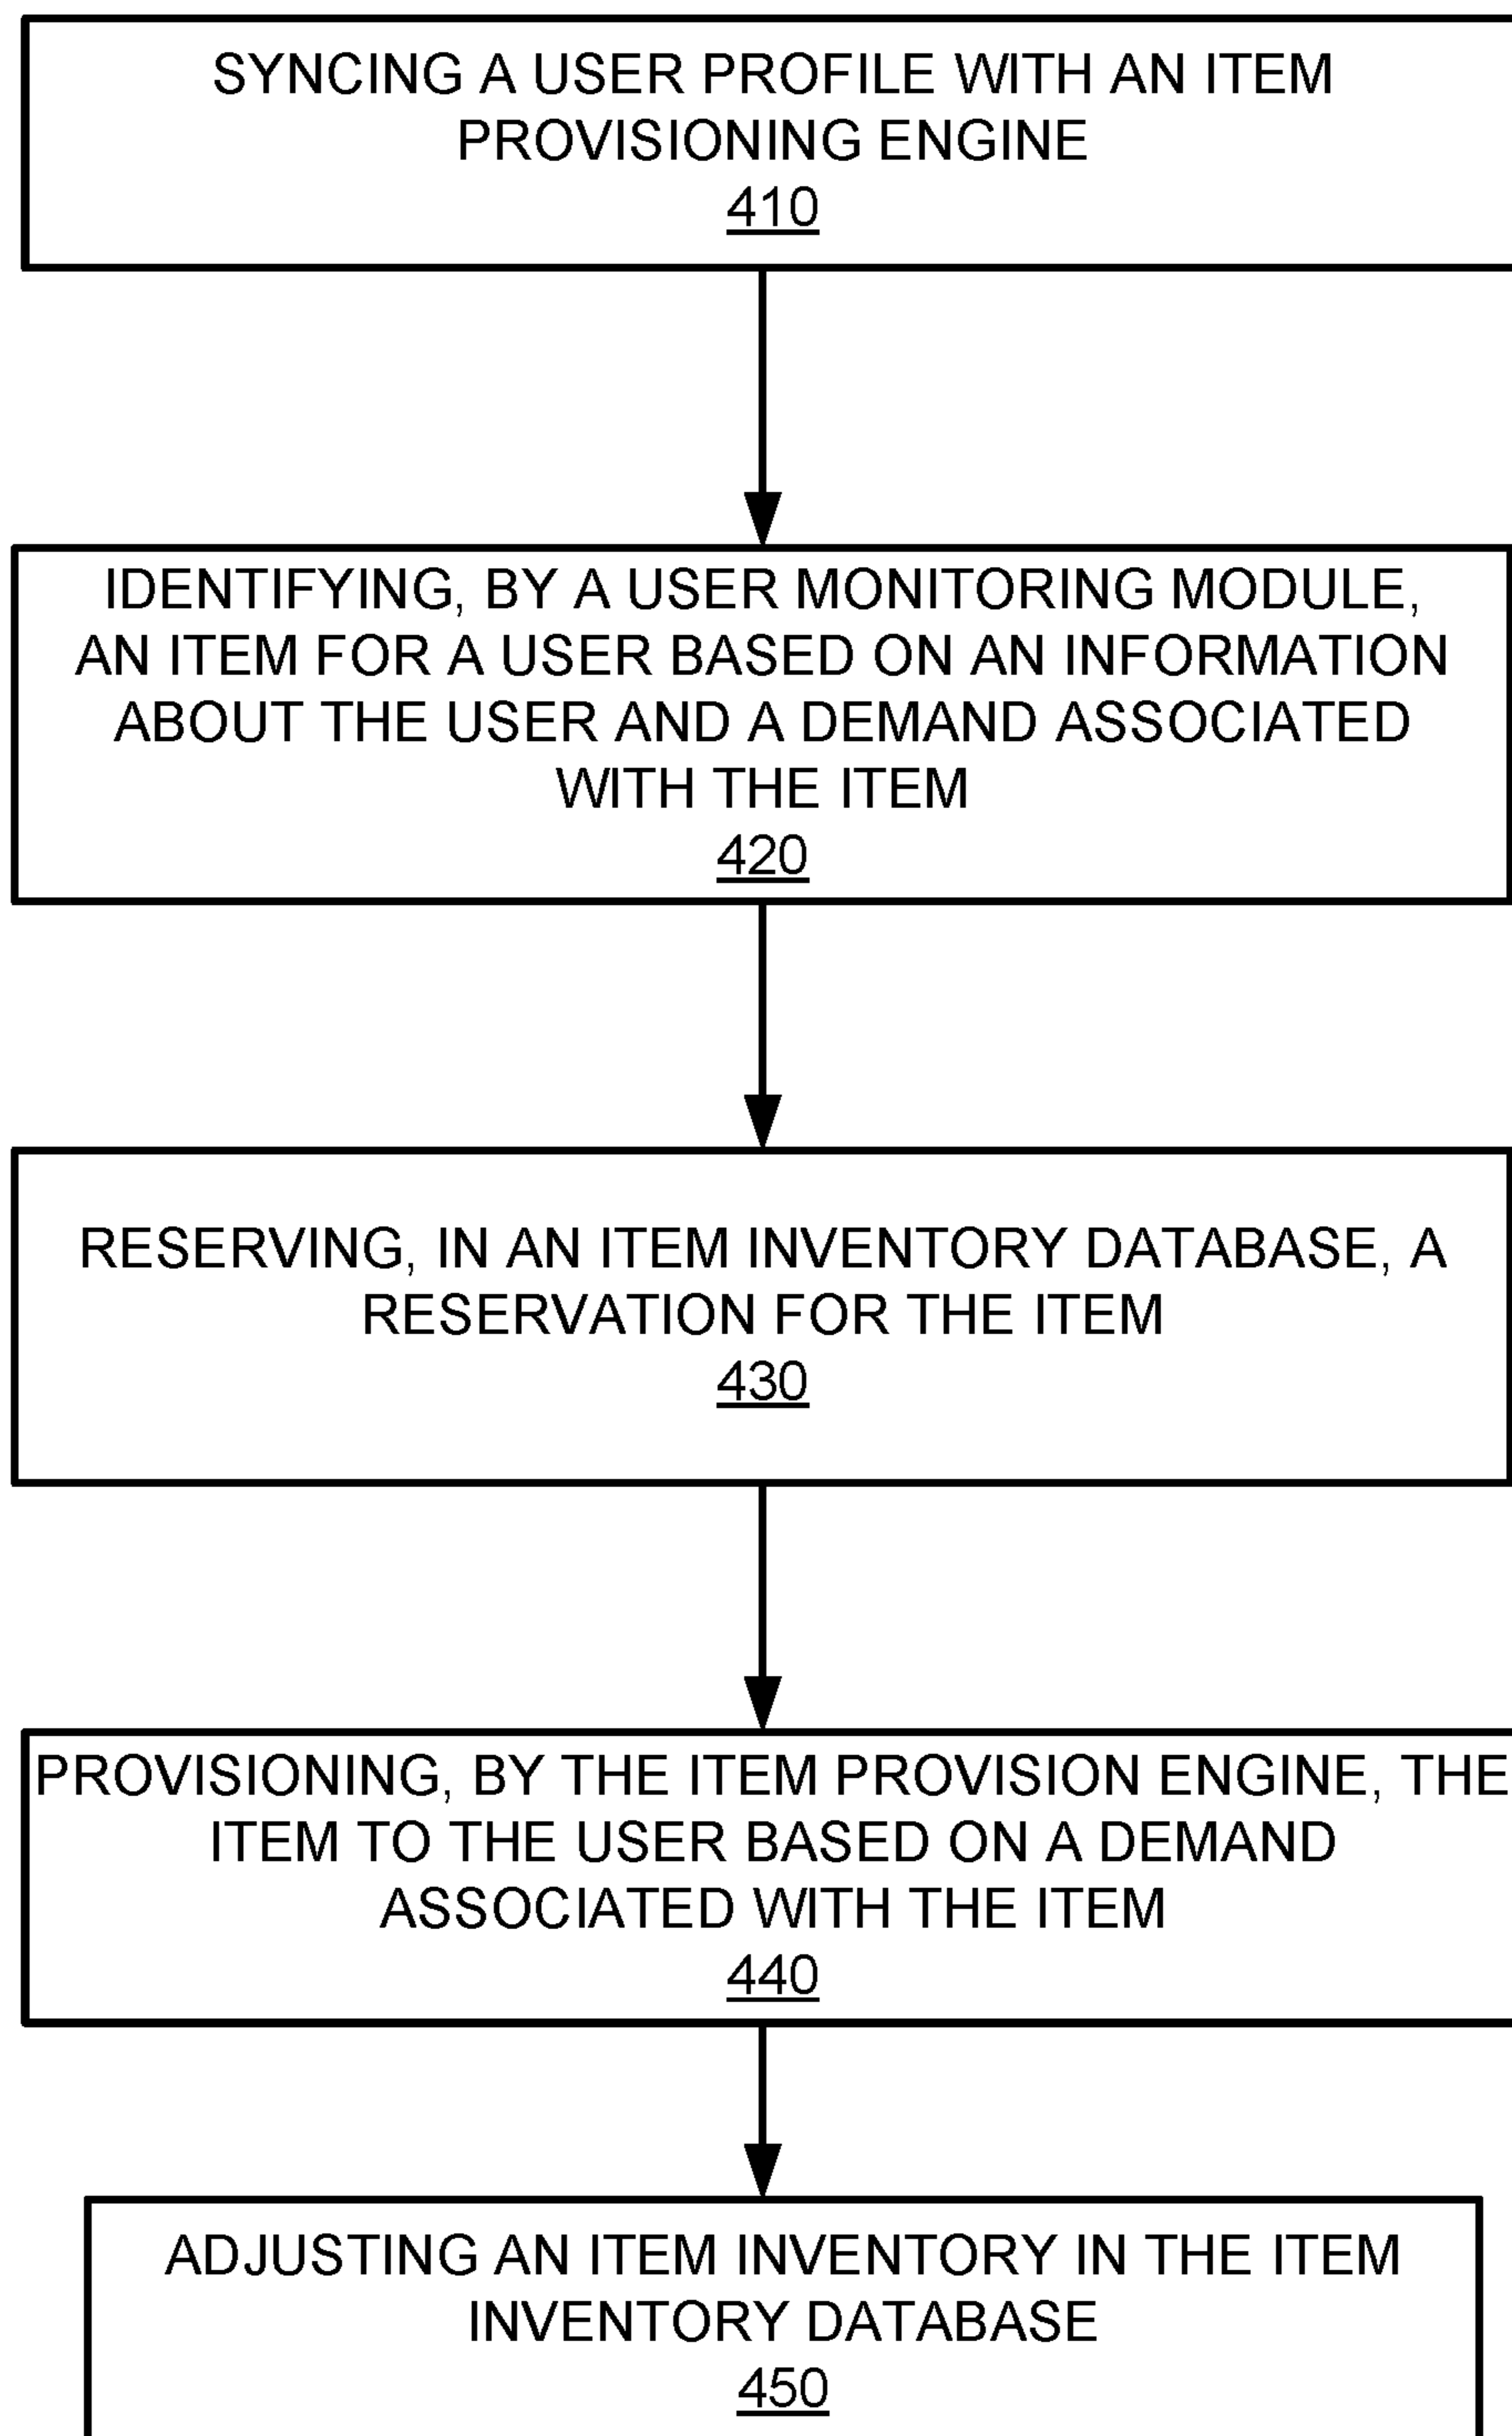 SYNCING A USER PROFILE WITH AN ITEM
PROVISIONING ENGINE
410
IDENTIFYING, BY A USER MONITORING MODULE,
AN ITEM FOR A USER BASED ON AN INFORMATION
ABOUT THE USER AND A DEMAND ASSOCIATED
WITH THE ITEM
420
RESERVING, IN AN ITEM INVENTORY DATABASE, A
RESERVATION FOR THE ITEM
430
PROVISIONING, BY THE ITEM PROVISION ENGINE, THE
ITEM TO THE USER BASED ON A DEMAND
ASSOCIATED WITH THE ITEM
440
ADJUSTING AN ITEM INVENTORY IN THE ITEM
INVENTORY DATABASE
450